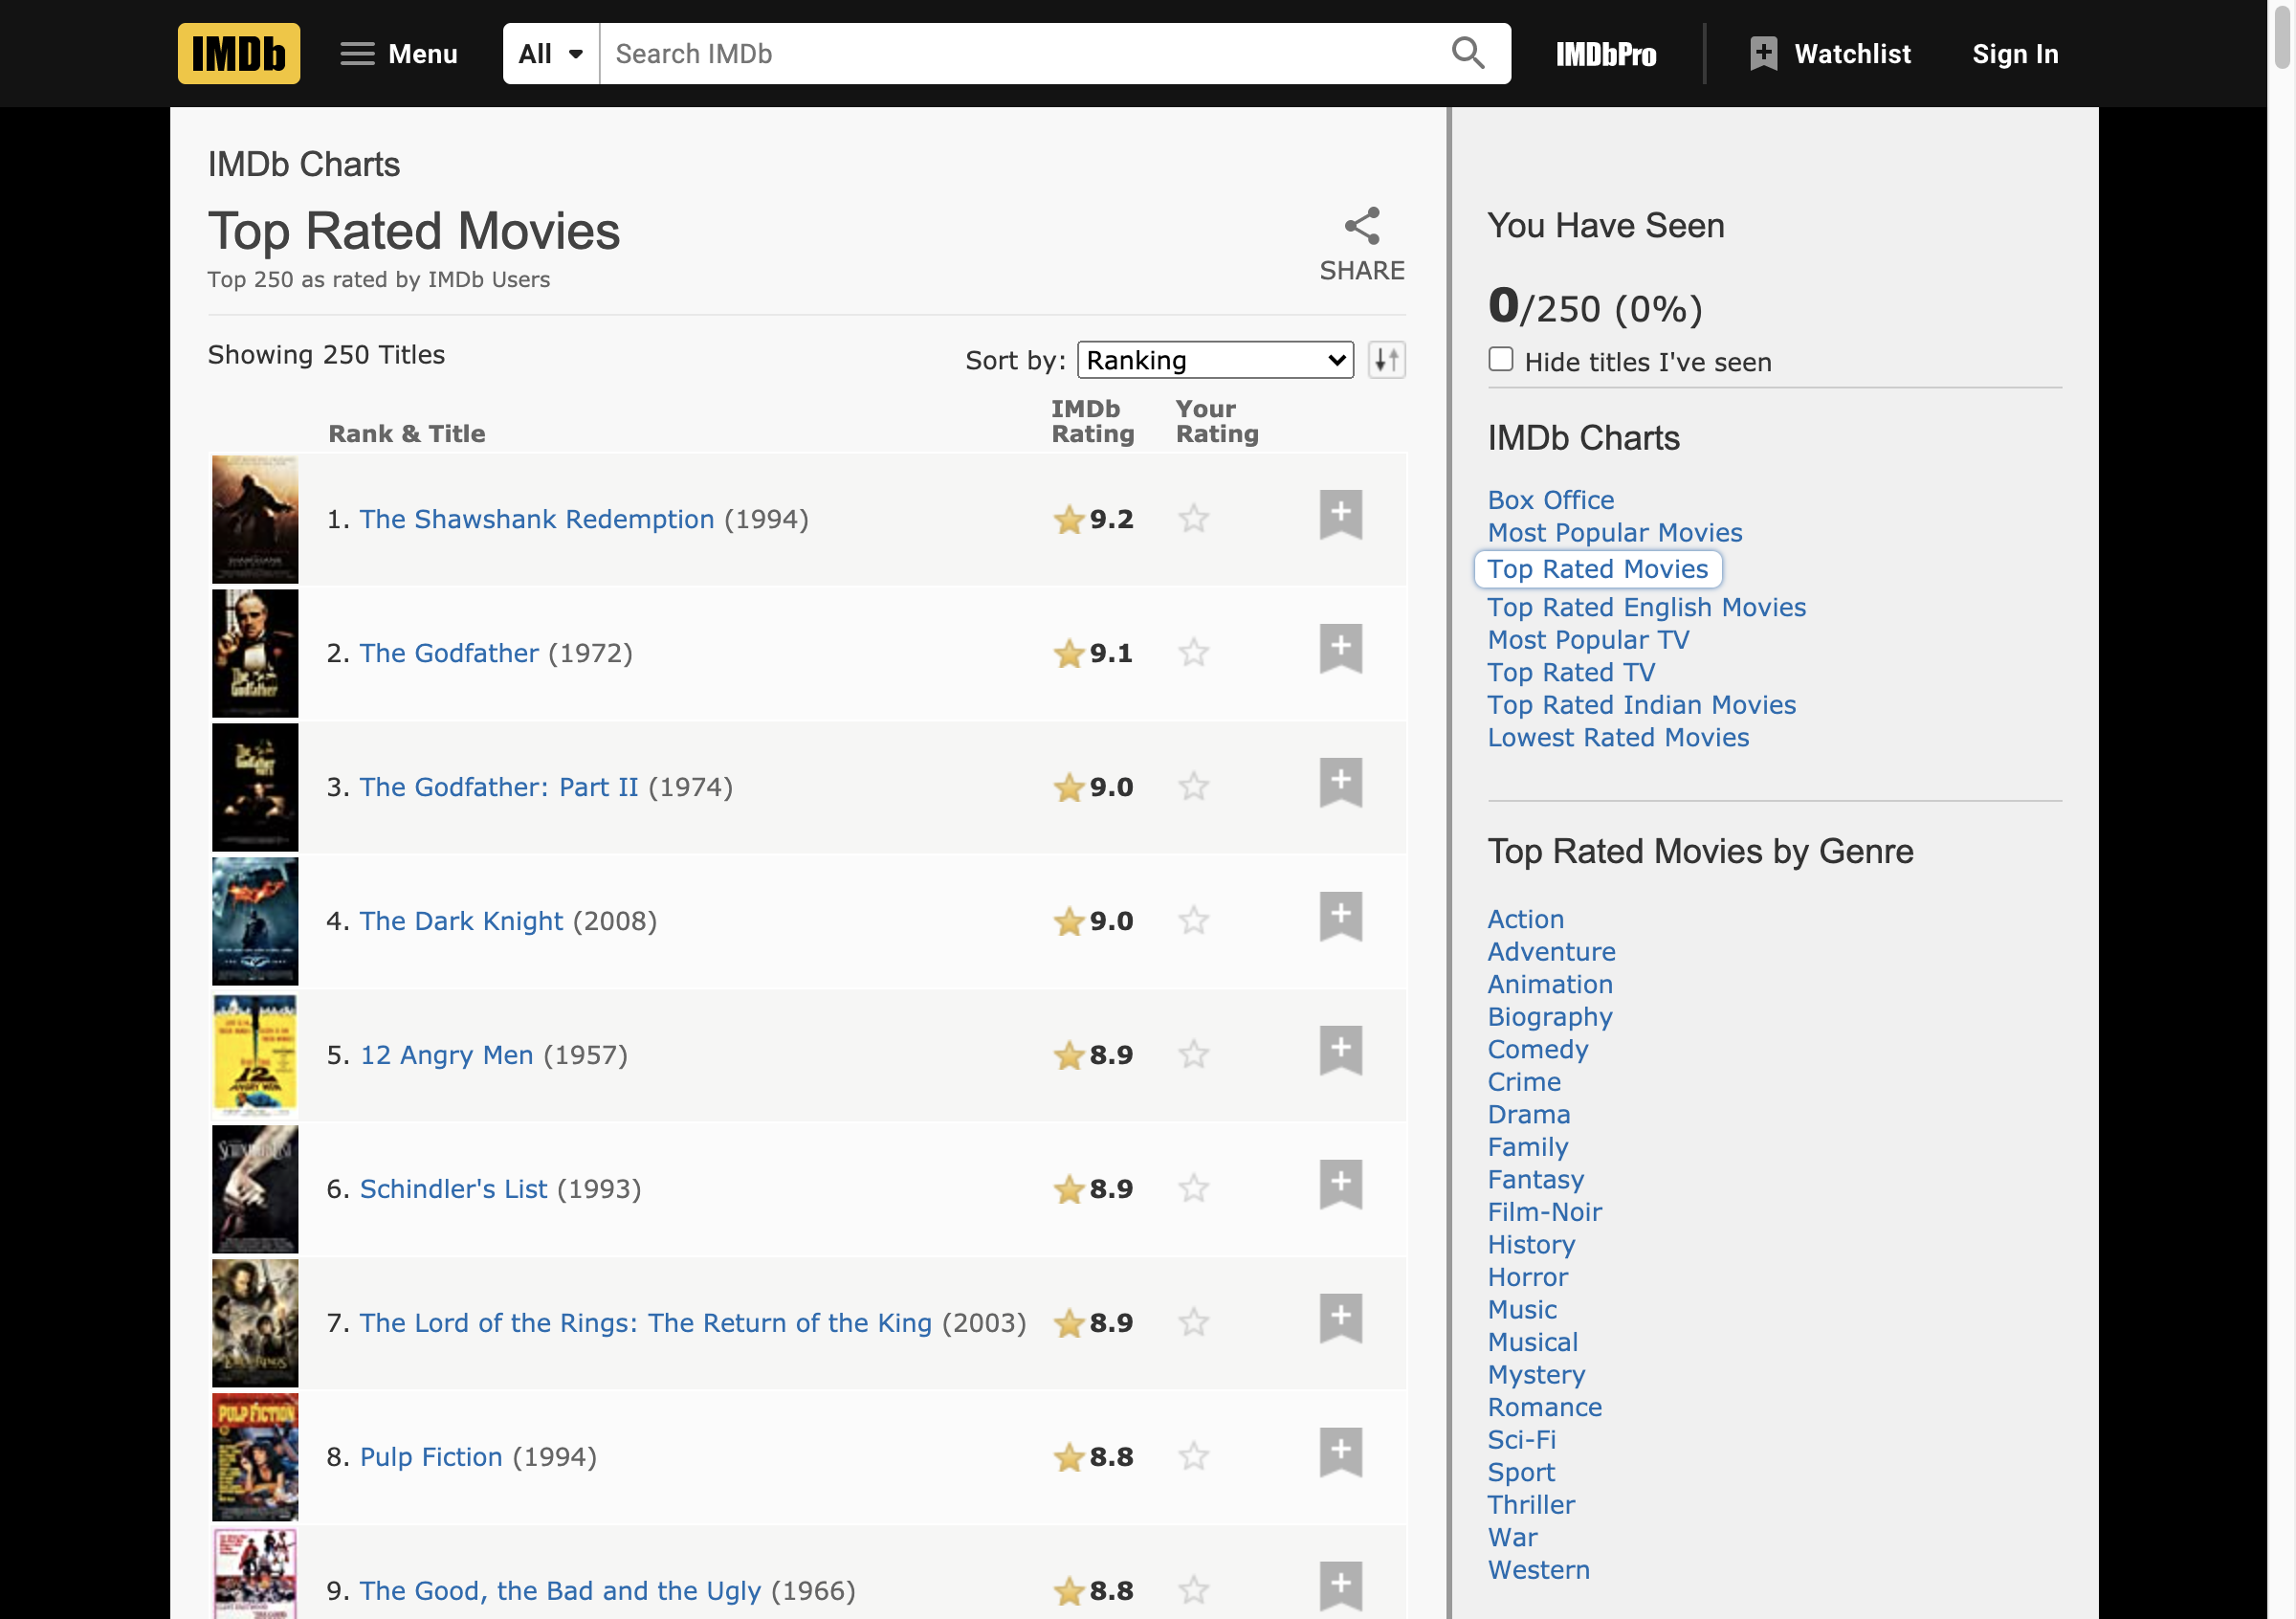 IMDb
Menu
All
Search IMDb
IMDbPro
Watchlist
Sign In
IMDb Charts
Top Rated Movies
Top 250 as rated by IMDb Users
SHARE
Showing 250 Titles
Sort by: Ranking
Rank & Title
IMDb Rating
Your Rating
1. The Shawshank Redemption (1994) 9.2
2. The Godfather (1972) 9.1
The Godfather
3. The Godfather: Part II (1974) 9.0
4. The Dark Knight (2008) 9.0
5. 12 Angry Men (1957) 8.9
12 ANGRY MEN
6. Schindler's List (1993) 8.9
7. The Lord of the Rings: The Return of the King (2003) 8.9
8. Pulp Fiction (1994) 8.8
PULP FICTION
9. The Good, the Bad and the Ugly (1966) 8.8
You Have Seen
0/250 (0%)
Hide titles I've seen
IMDb Charts
Box Office
Most Popular Movies
Top Rated Movies
Top Rated English Movies
Most Popular TV
Top Rated TV
Top Rated Indian Movies
Lowest Rated Movies
Top Rated Movies by Genre
Action
Adventure
Animation
Biography
Comedy
Crime
Drama
Family
Fantasy
Film-Noir
History
Horror
Music
Musical
Mystery
Romance
Sci-Fi
Sport
Thriller
War
Western